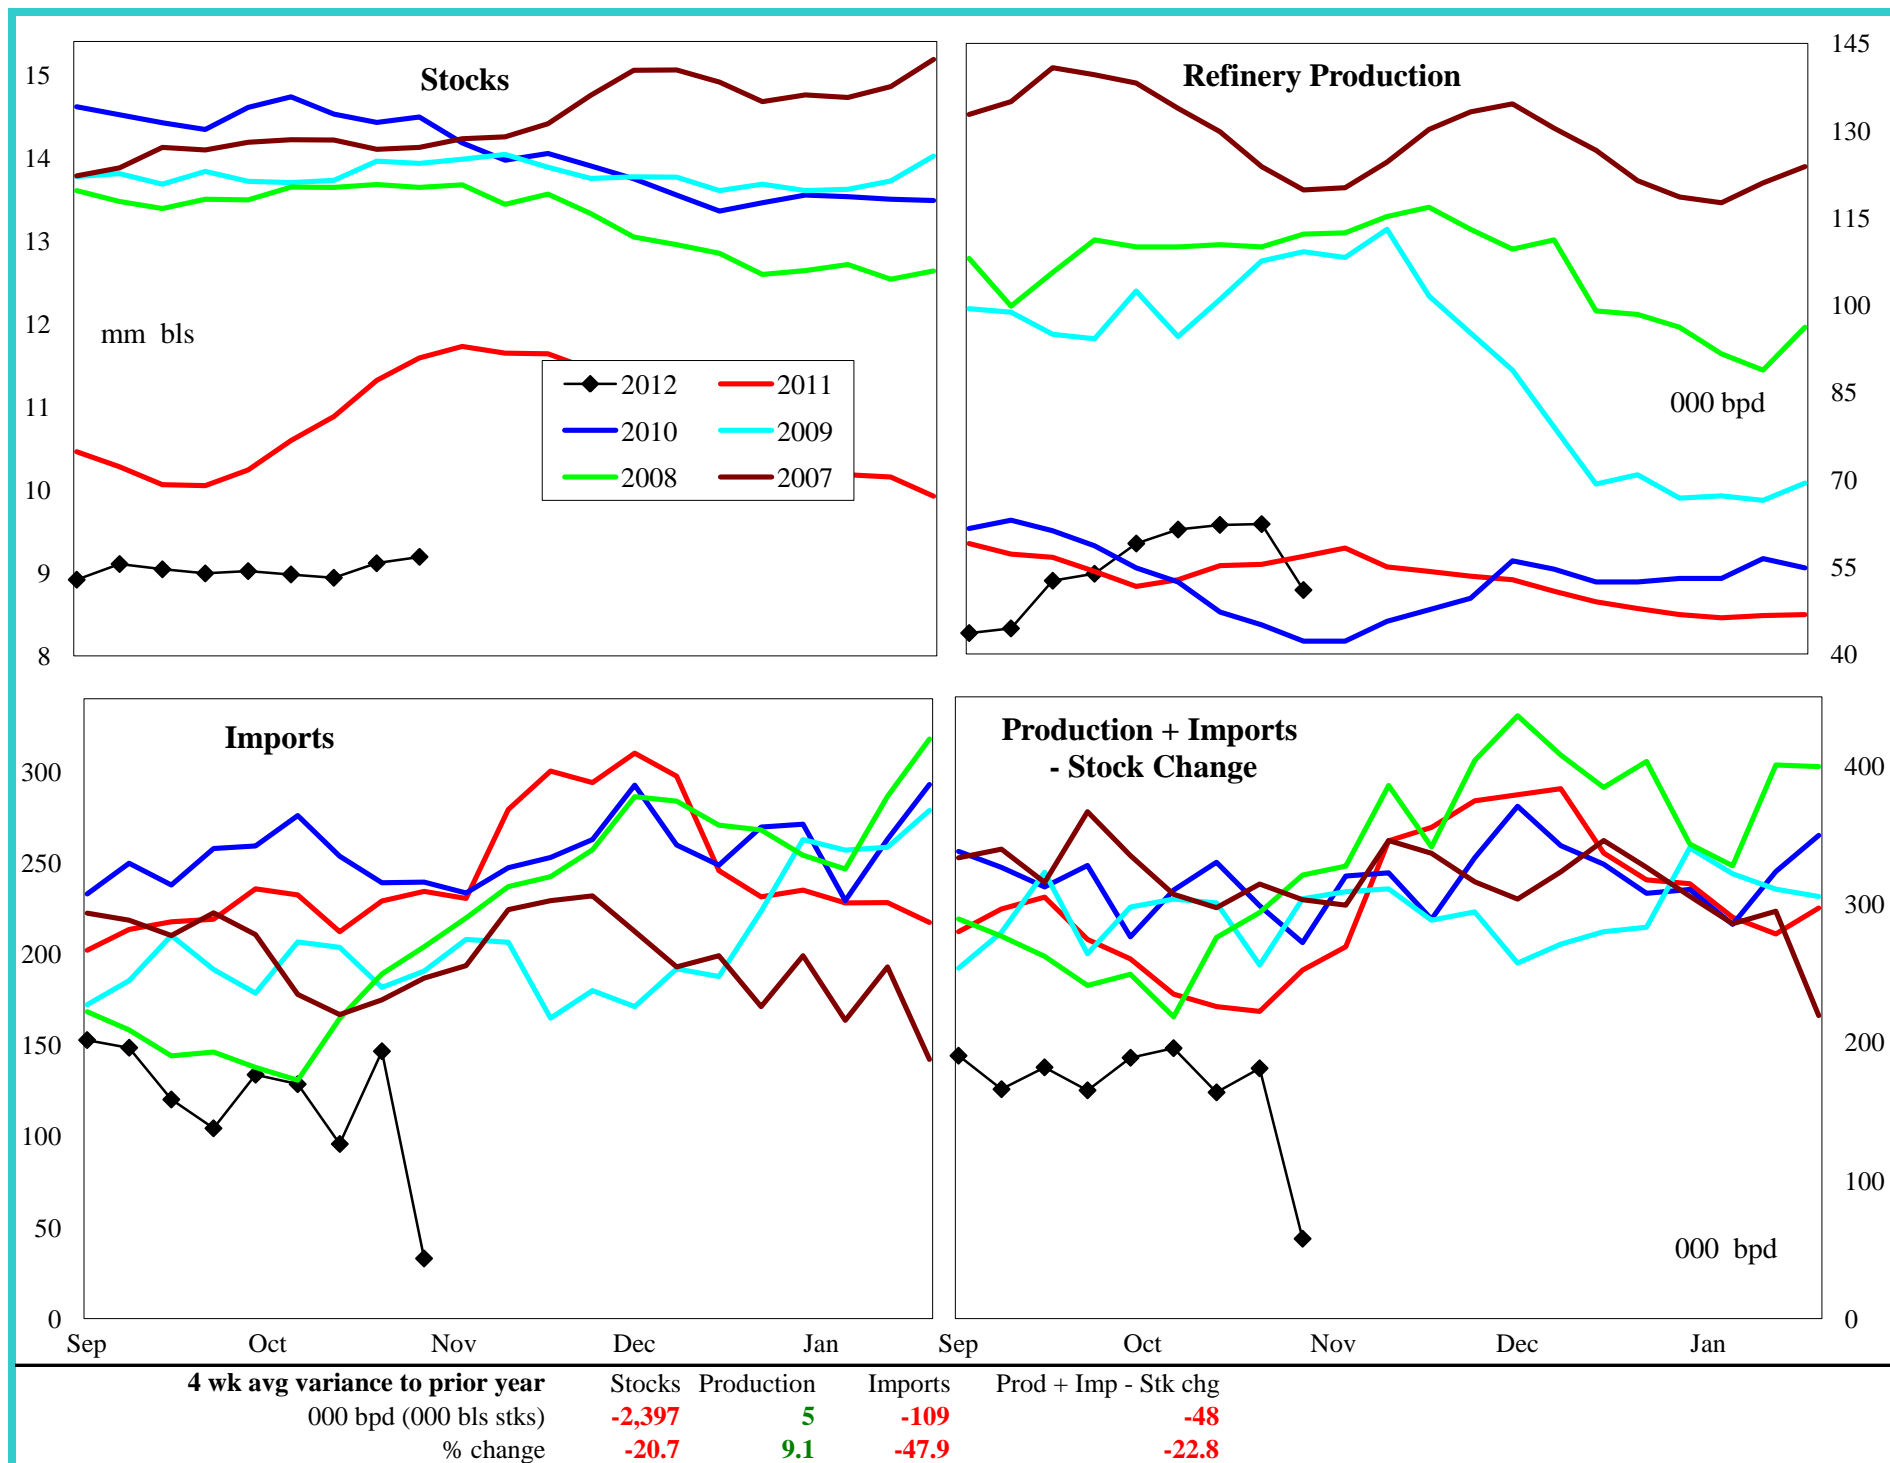 Stocks
15
14
13
12
11
10
9
8
mm bls
2012
2011
2010
2009
2008
2007
Refinery Production
145
130
115
100
85
70
55
40
000 bpd
Imports
300
250
200
150
100
50
0
Sep Oct Nov Dec Jan
Production + Imports
- Stock Change
400
300
200
100
0
000 bpd
Sep Oct Nov Dec Jan
4 wk avg variance to prior year Stocks Production Imports Prod + Imp - Stk chg
000 bpd (000 bls stks) -2,397 5 -109 -48
% change -20.7 9.1 -47.9 -22.8